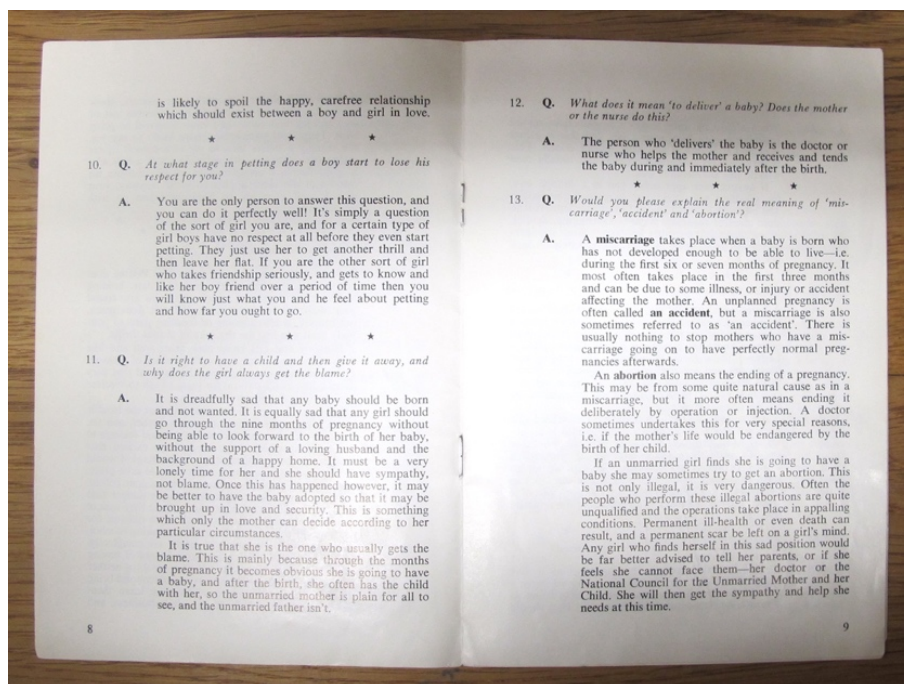 is likely to spoil the happy, carefree relationship
which should exist between a boy and girl in love.
★ ★ ★
10. Q. At what stage in petting does a boy start to lose his
respect for you?
A. You are the only person to answer this question, and
you can do it perfectly well! It's simply a question
of the sort of girl you are, and for a certain type of
girl boys have no respect at all before they even start
petting. They just use her to get another thrill and
then leave her flat. If you are the other sort of girl
who takes friendship seriously, and gets to know and
like her boy friend over a period of time then you
will know just what you and he feel about petting
and how far you ought to go.
★ ★ ★
11. Q. Is it right to have a child and then give it away, and
why does the girl always get the blame?
A. It is dreadfully sad that any baby should be born
and not wanted. It is equally sad that any girl should
go through the nine months of pregnancy without
being able to look forward to the birth of her baby,
without the support of a loving husband and the
background of a happy home. It must be a very
lonely time for her and she should have sympathy,
not blame. Once this has happened however, it may
be better to have the baby adopted so that it may be
brought up in love and security. This is something
which only the mother can decide according to her
particular circumstances.
It is true that she is the one who usually gets the
blame. This is mainly because through the months
of pregnancy it becomes obvious she is going to have
a baby, and after the birth, she often has the child
with her, so the unmarried mother is plain for all to
see, and the unmarried father isn't.
8
12. Q. What does it mean 'to deliver' a baby? Does the mother
or the nurse do this?
A. The person who 'delivers' the baby is the doctor or
nurse who helps the mother and receives and tends
the baby during and immediately after the birth.
★ ★ ★
13. Q. Would you please explain the real meaning of 'mis-
carriage', 'accident' and 'abortion'?
A. A miscarriage takes place when a baby is born who
has not developed enough to be able to live—i.e.
during the first six or seven months of pregnancy. It
most often takes place in the first three months
and can be due to some illness, or injury or accident
affecting the mother. An unplanned pregnancy is
often called an accident, but a miscarriage is also
sometimes referred to as 'an accident'. There is
usually nothing to stop mothers who have a mis-
carriage going on to have perfectly normal preg-
nancies afterwards.
An abortion also means the ending of a pregnancy.
This may be from some quite natural cause as in a
miscarriage, but it more often means ending it
deliberately by operation or injection. A doctor
sometimes undertakes this for very special reasons,
i.e. if the mother's life would be endangered by the
birth of her child.
If an unmarried girl finds she is going to have a
baby she may sometimes try to get an abortion. This
is not only illegal, it is very dangerous. Often the
people who perform these illegal abortions are quite
unqualified and the operations take place in appalling
conditions. Permanent ill-health or even death can
result, and a permanent scar be left on a girl's mind.
Any girl who finds herself in this sad position would
be far better advised to tell her parents, or if she
feels she cannot face them—her doctor or the
National Council for the Unmarried Mother and her
Child. She will then get the sympathy and help she
needs at this time.
9